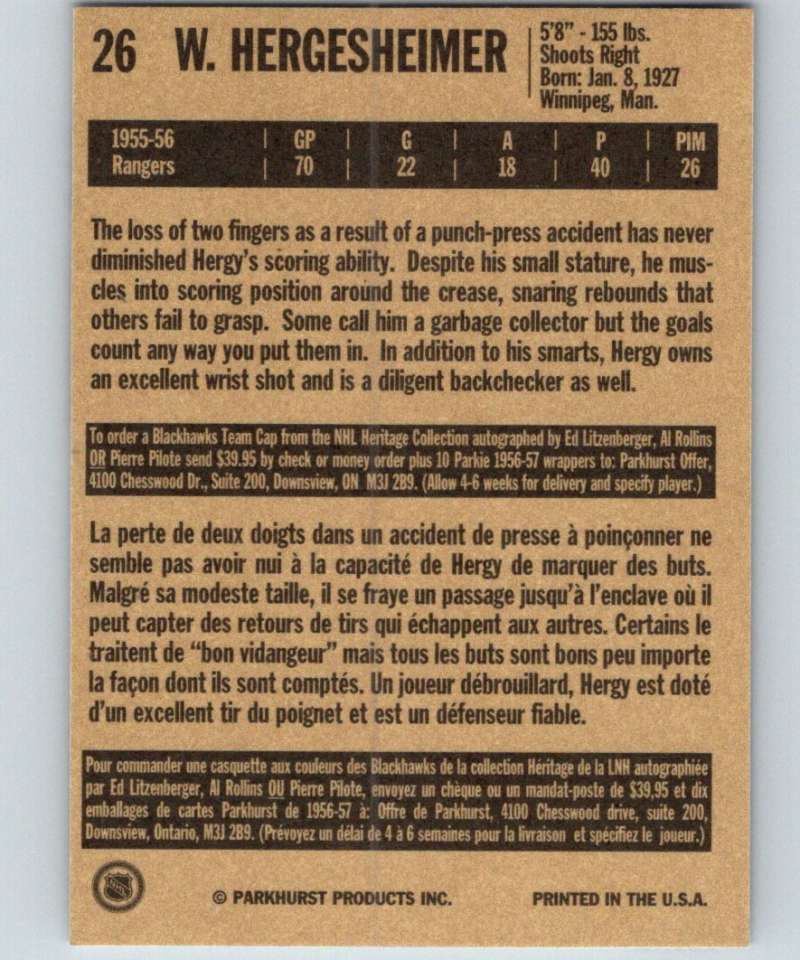 26 W. HERGESHEIMER
5'8" - 155 lbs.
Shoots Right
Born: Jan. 8, 1927
Winnipeg, Man.
1955-56 | GP | G | A | P | PIM
Rangers | 70 | 22 | 18 | 40 | 26
The loss of two fingers as a result of a punch-press accident has never
diminished Hergy's scoring ability. Despite his small stature, he mus-
cles into scoring position around the crease, snaring rebounds that
others fail to grasp. Some call him a garbage collector but the goals
count any way you put them in. In addition to his smarts, Hergy owns
an excellent wrist shot and is a diligent backchecker as well.
To order a Blackhawks Team Cap from the NHL Heritage Collection autographed by Ed Litzenberger, Al Rollins
OR Pierre Pilote send $39.95 by check or money order plus 10 Parkie 1956-57 wrappers to: Parkhurst Offer,
4100 Chesswood Dr., Suite 200, Downsview, ON M3J 2B9. (Allow 4-6 weeks for delivery and specify player.)
La perte de deux doigts dans un accident de presse à poinçonner ne
semble pas avoir nui à la capacité de Hergy de marquer des buts.
Malgré sa modeste taille, il se fraye un passage jusqu'à l'enclave où il
peut capter des retours de tirs qui échappent aux autres. Certains le
traitent de "bon vidangeur" mais tous les buts sont bons peu importe
la façon dont ils sont comptés. Un joueur débrouillard, Hergy est doté
d'un excellent tir du poignet et est un défenseur fiable.
Pour commander une casquette aux couleurs des Blackhawks de la collection Héritage de la LNH autographiée
par Ed Litzenberger, Al Rollins OU Pierre Pilote, envoyez un chèque ou un mandat-poste de $39,95 et dix
emballages de cartes Parkhurst de 1956-57 à: Offre de Parkhurst, 4100 Chesswood drive, suite 200,
Downsview, Ontario, M3J 2B9. (Prévoyez un délai de 4 à 6 semaines pour la livraison et spécifiez le joueur.)
NHL
© PARKHURST PRODUCTS INC. PRINTED IN THE U.S.A.